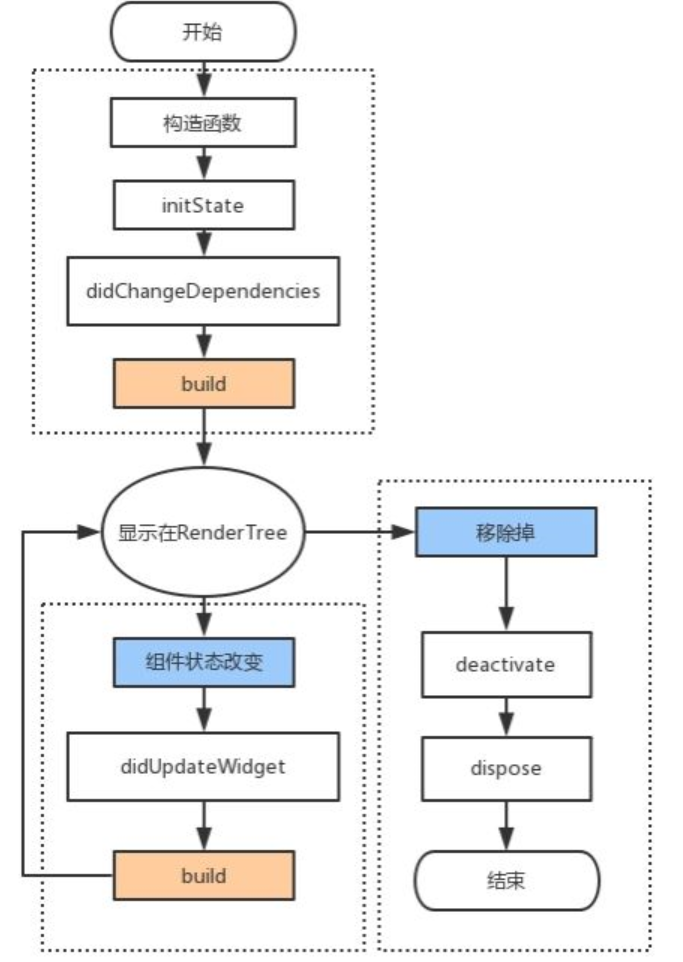 开始
构造函数
initState
didChangeDependencies
build
显示在RenderTree
组件状态改变
didUpdateWidget
build
移除掉
deactivate
dispose
结束